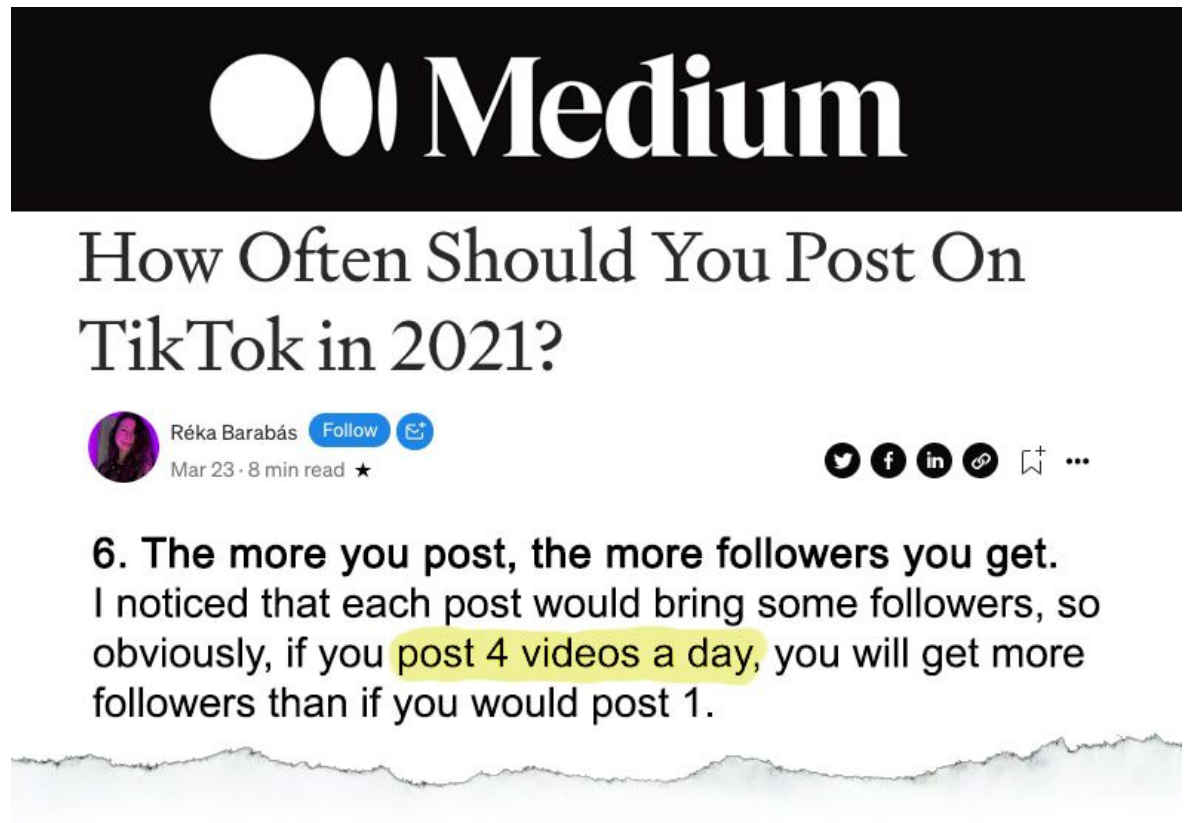 Medium
How Often Should You Post On
TikTok in 2021?
Réka Barabás Follow
Mar 23 · 8 min read ★
6. The more you post, the more followers you get.
I noticed that each post would bring some followers, so
obviously, if you post 4 videos a day, you will get more
followers than if you would post 1.